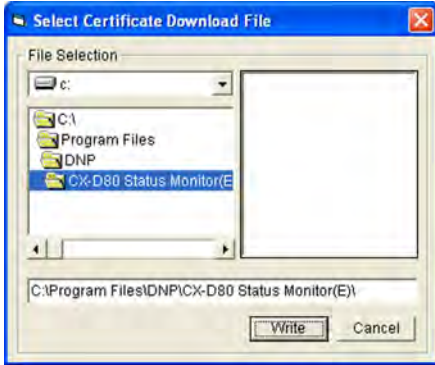 Select Certificate Download File
File Selection
c:
C:\
Program Files
DNP
CX-D80 Status Monitor(E
C:\Program Files\DNP\CX-D80 Status Monitor(E)\
Write
Cancel